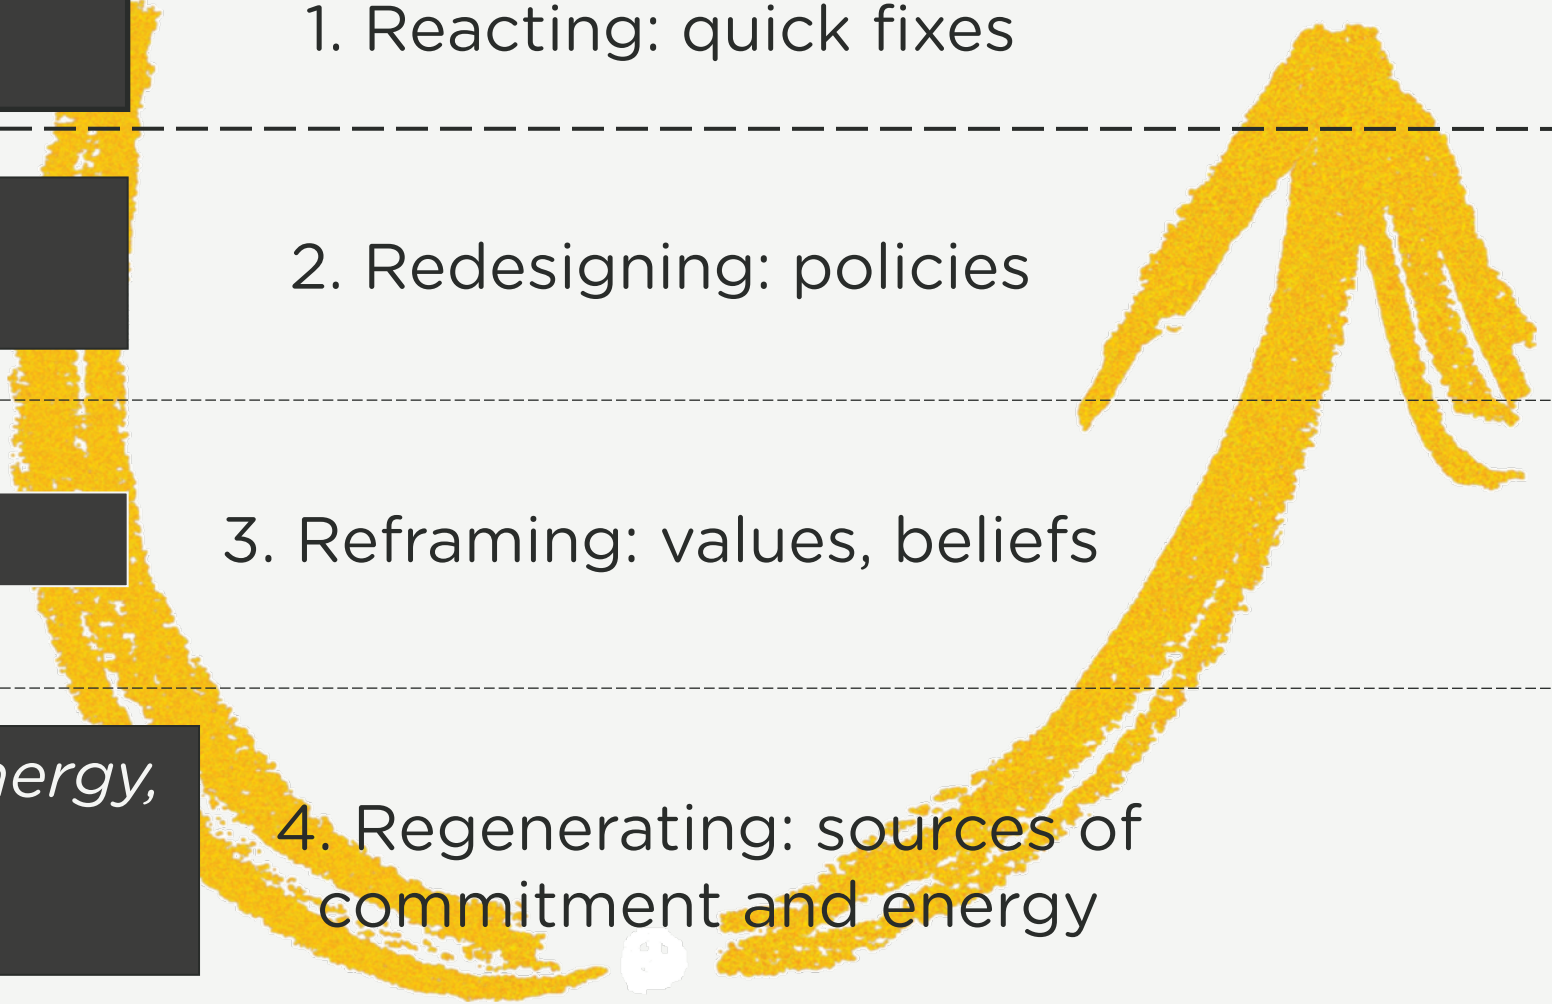 1. Reacting: quick fixes
2. Redesigning: policies
3. Reframing: values, beliefs
4. Regenerating: sources of
commitment and energy